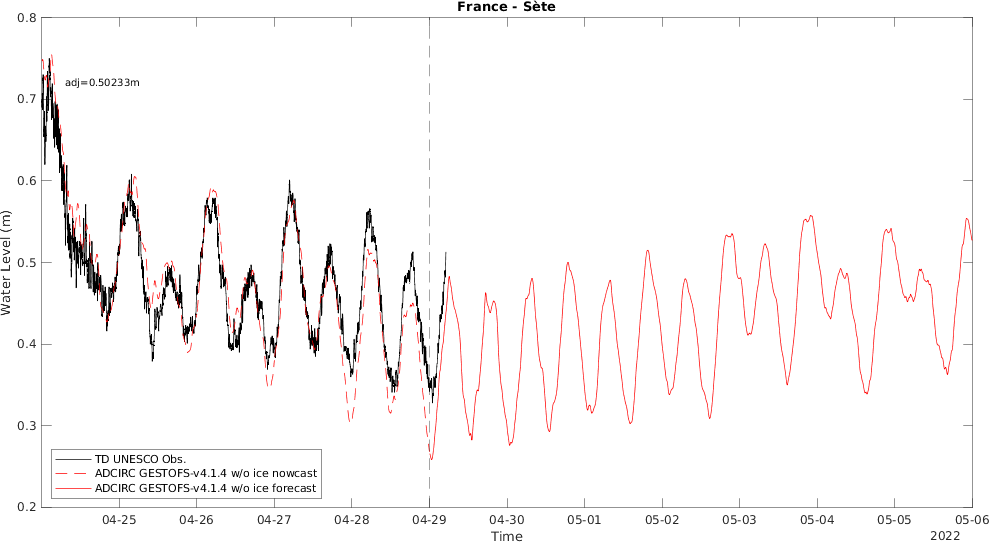 France - Sète
0.8
0.7
0.6
0.5
0.4
0.3
0.2
Water Level (m)
adj=0.50233m
TD UNESCO Obs.
ADCIRC GESTOFS-v4.1.4 w/o ice nowcast
ADCIRC GESTOFS-v4.1.4 w/o ice forecast
04-25 04-26 04-27 04-28 04-29 04-30 05-01 05-02 05-03 05-04 05-05 05-06
Time
2022